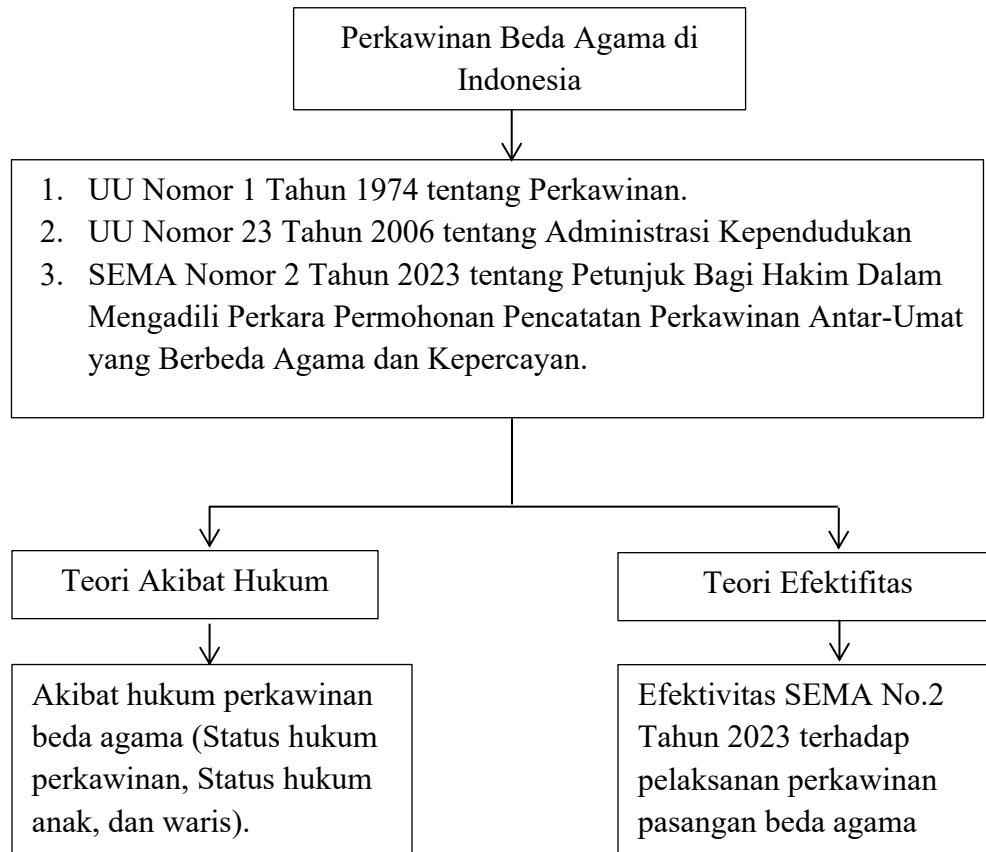 Perkawinan Beda Agama di
Indonesia
1. UU Nomor 1 Tahun 1974 tentang Perkawinan.
2. UU Nomor 23 Tahun 2006 tentang Administrasi Kependudukan
3. SEMA Nomor 2 Tahun 2023 tentang Petunjuk Bagi Hakim Dalam
Mengadili Perkara Permohonan Pencatatan Perkawinan Antar-Umat
yang Berbeda Agama dan Kepercayan.
Teori Akibat Hukum
Teori Efektifitas
Akibat hukum perkawinan
beda agama (Status hukum
perkawinan, Status hukum
anak, dan waris).
Efektivitas SEMA No.2
Tahun 2023 terhadap
pelaksanan perkawinan
pasangan beda agama